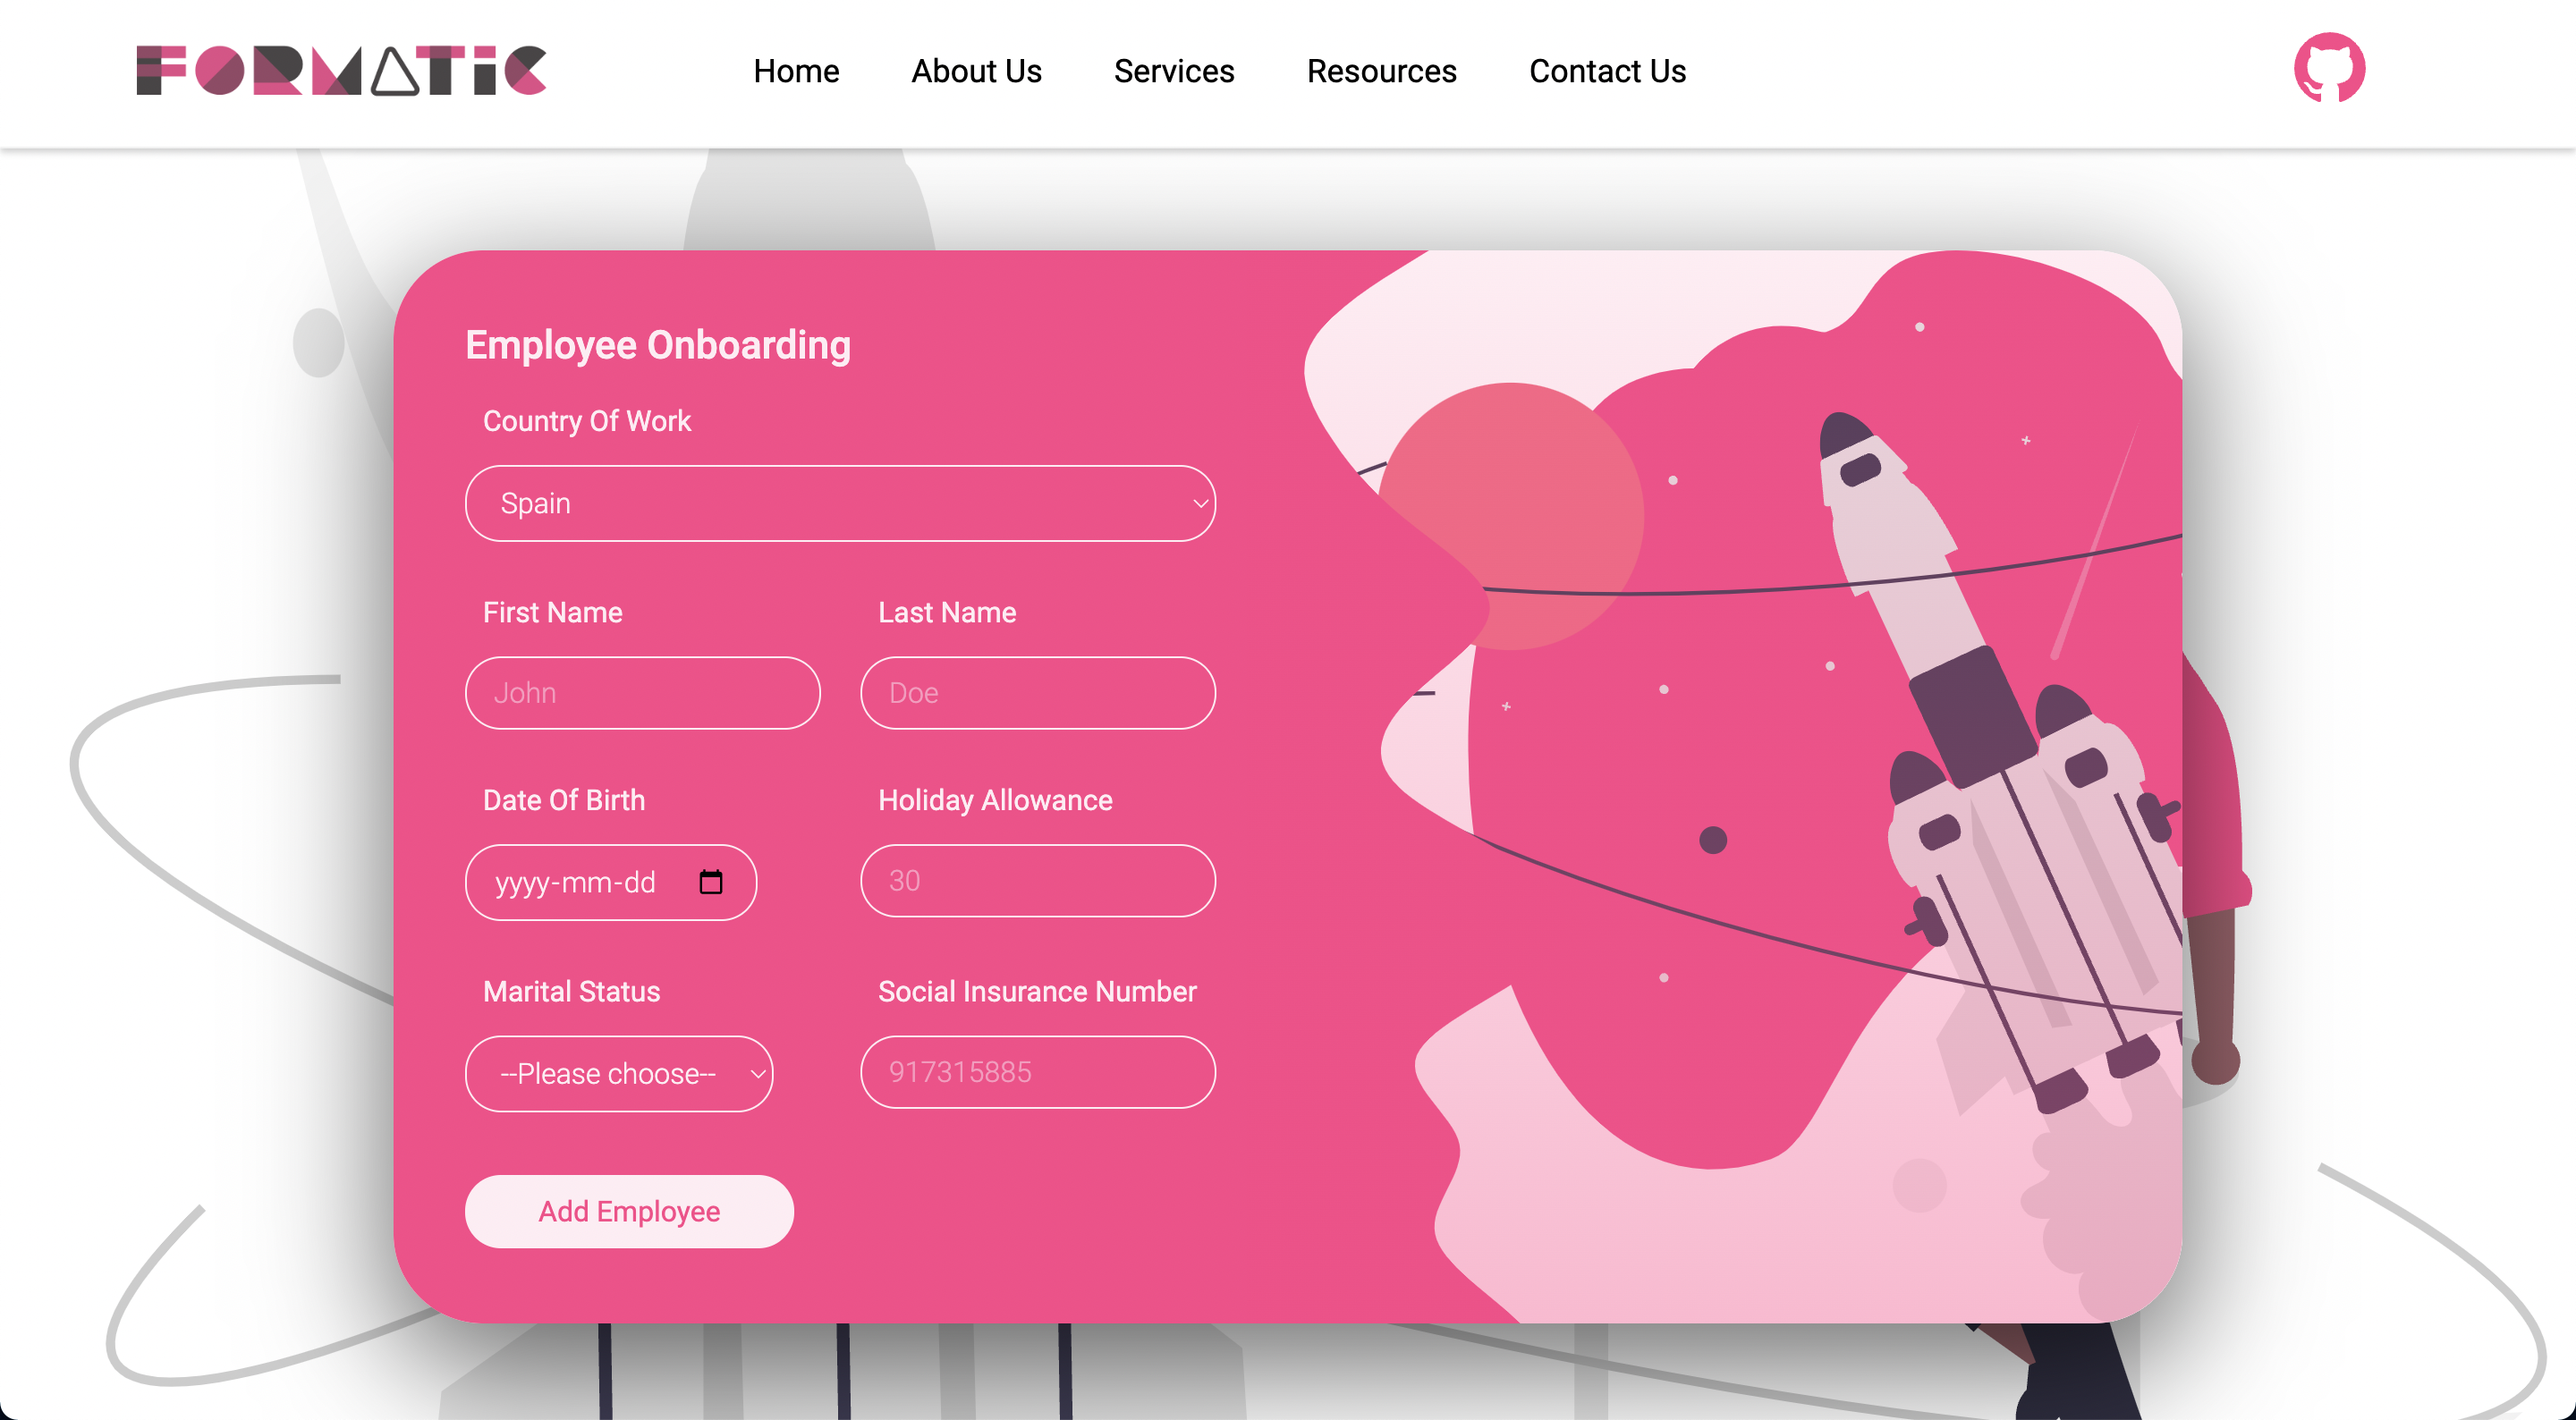 FORMATIC
Home About Us Services Resources Contact Us
Employee Onboarding
Country Of Work
Spain
First Name Last Name
John Doe
Date Of Birth Holiday Allowance
yyyy-mm-dd 30
Marital Status Social Insurance Number
--Please choose-- 917315885
Add Employee